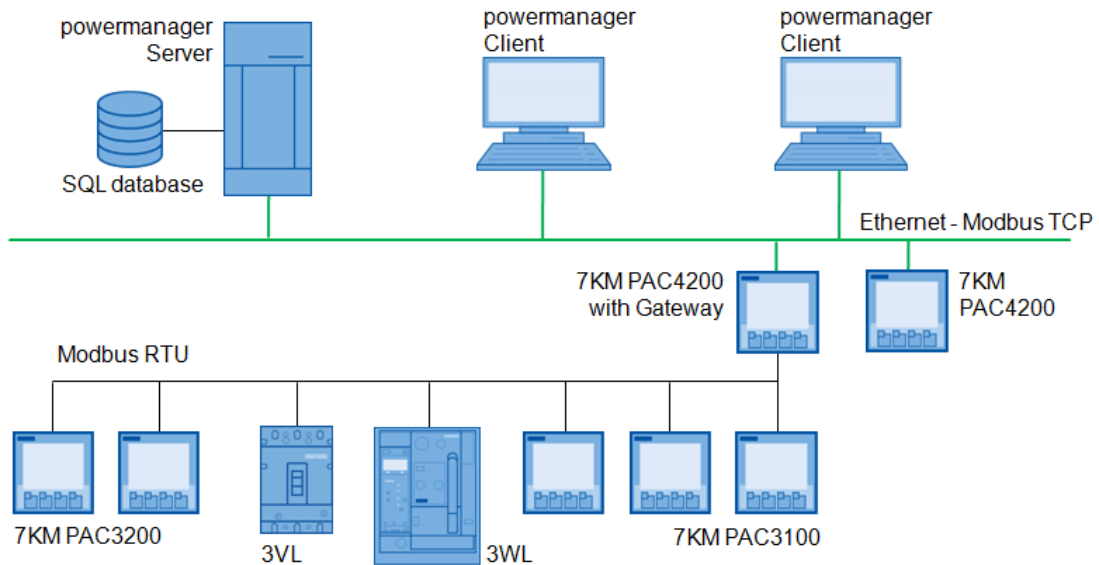 powermanager
Server
powermanager
Client
powermanager
Client
SQL database
Ethernet - Modbus TCP
7KM PAC4200
with Gateway
7KM
PAC4200
Modbus RTU
7KM PAC3200
3VL
3WL
7KM PAC3100